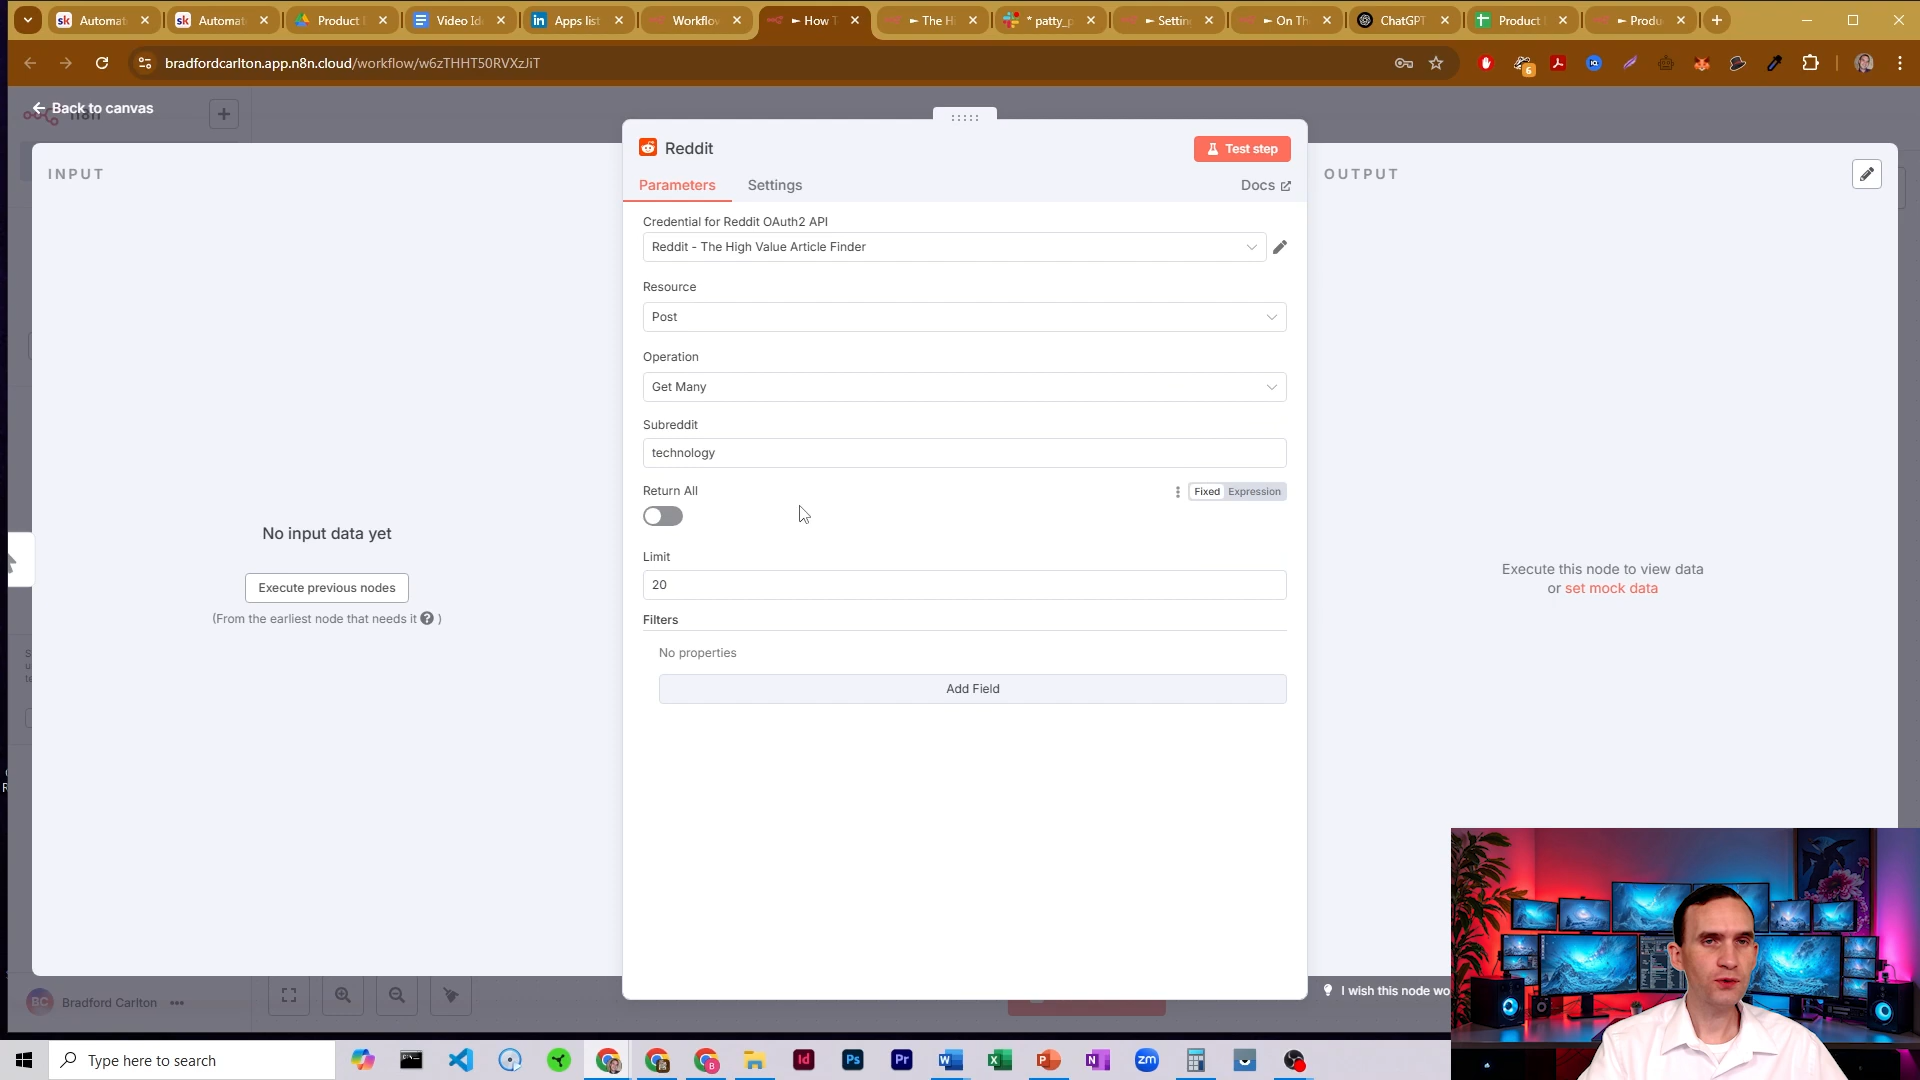 Automat
Automat
Product
Video Id
Apps list
Workflow
► How T
► The H
* patty_p
► Settin
► On Th
ChatGPT
Product
► Produ
bradfordcarlton.app.n8n.cloud/workflow/w6zTHHT50RVXzJiT
6
Back to canvas
n8n
INPUT
Reddit
Test step
OUTPUT
Parameters
Settings
Docs
Credential for Reddit OAuth2 API
Reddit - The High Value Article Finder
Resource
Post
Operation
Get Many
Subreddit
technology
Return All
Fixed
Expression
No input data yet
Execute previous nodes
(From the earliest node that needs it ? )
Limit
20
Filters
No properties
Add Field
Execute this node to view data
or set mock data
BC
Bradford Carlton
I wish this node wo
Type here to search